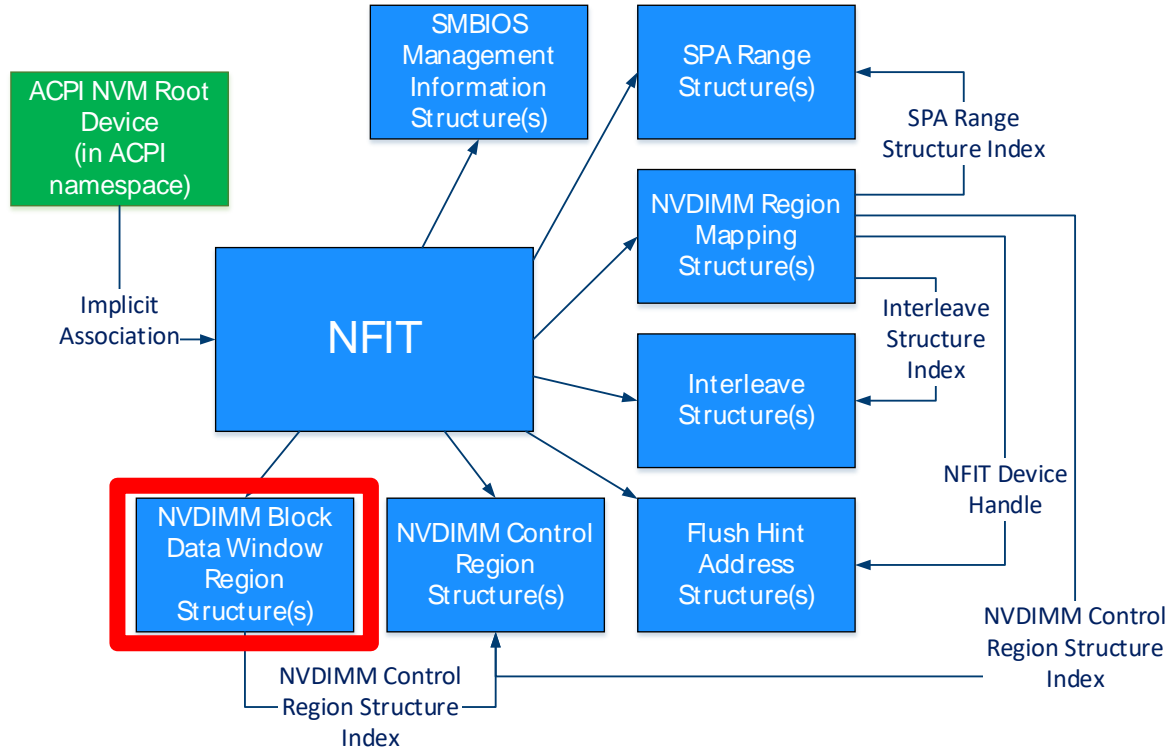 SMBIOS
Management
Information
Structure(s)
SPA Range
Structure(s)
ACPI NVM Root
Device
(in ACPI
namespace)
SPA Range
Structure Index
NVDIMM Region
Mapping
Structure(s)
Implicit
Association
NFIT
Interleave
Structure
Index
Interleave
Structure(s)
NFIT Device
Handle
NVDIMM Block
Data Window
Region
Structure(s)
NVDIMM Control
Region
Structure(s)
Flush Hint
Address
Structure(s)
NVDIMM Control
Region Structure
Index
NVDIMM Control
Region Structure
Index